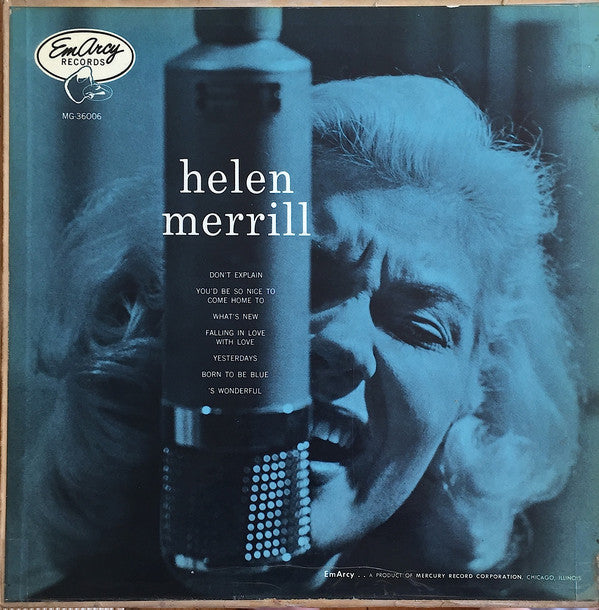 EmArcy
RECORDS
MG-36006
helen
merrill
DON'T EXPLAIN
YOU'D BE SO NICE TO
COME HOME TO
WHAT'S NEW
FALLING IN LOVE
WITH LOVE
YESTERDAYS
BORN TO BE BLUE
'S WONDERFUL
EmArcy . . A PRODUCT OF MERCURY RECORD CORPORATION, CHICAGO, ILLINOIS